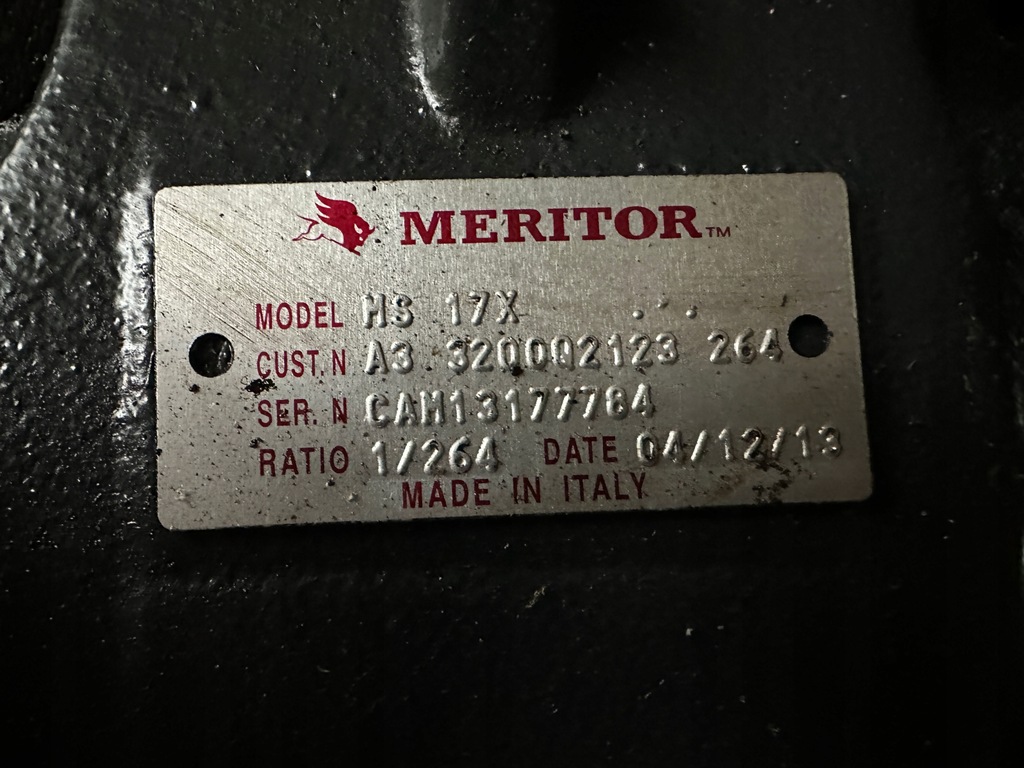 MERITOR™
MODEL MS 17X
CUST.N A3 3200Q2123 264
SER. N CAM13177784
RATIO 1/264 DATE 04/12/13
MADE IN ITALY